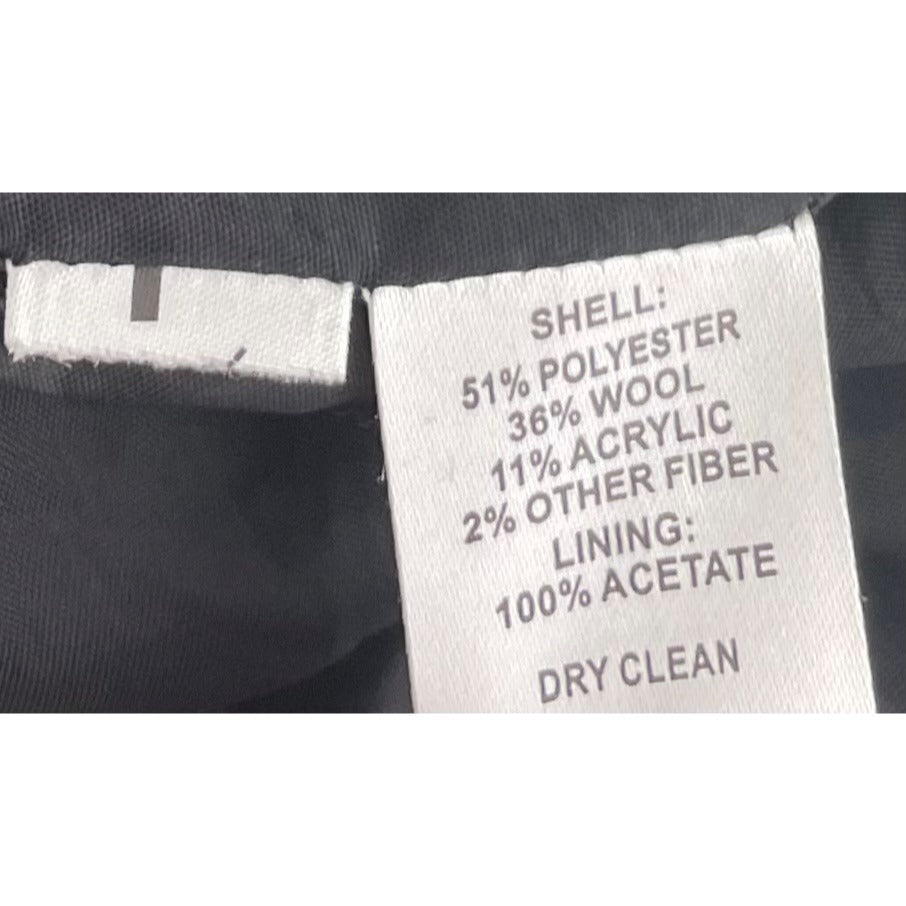 SHELL:
51% POLYESTER
36% WOOL
11% ACRYLIC
2% OTHER FIBER
LINING:
100% ACETATE
DRY CLEAN